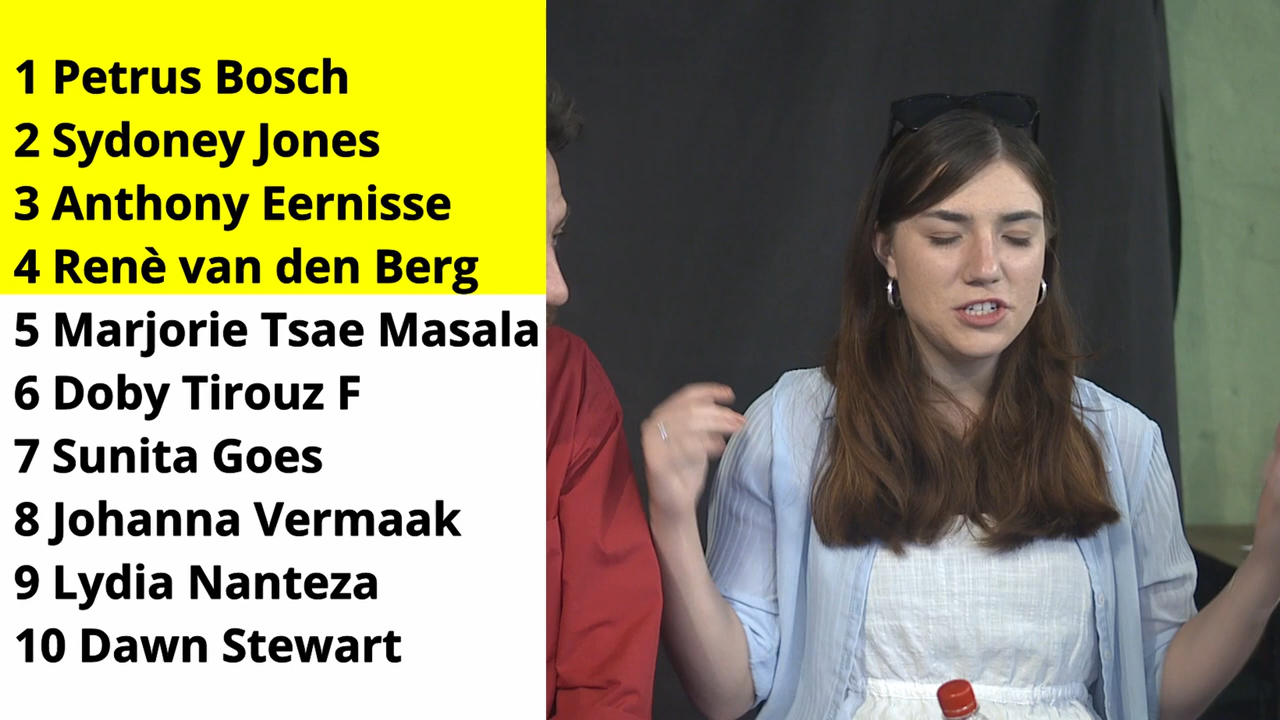 1 Petrus Bosch
2 Sydoney Jones
3 Anthony Eernisse
4 Renè van den Berg
5 Marjorie Tsae Masala
6 Doby Tirouz F
7 Sunita Goes
8 Johanna Vermaak
9 Lydia Nanteza
10 Dawn Stewart